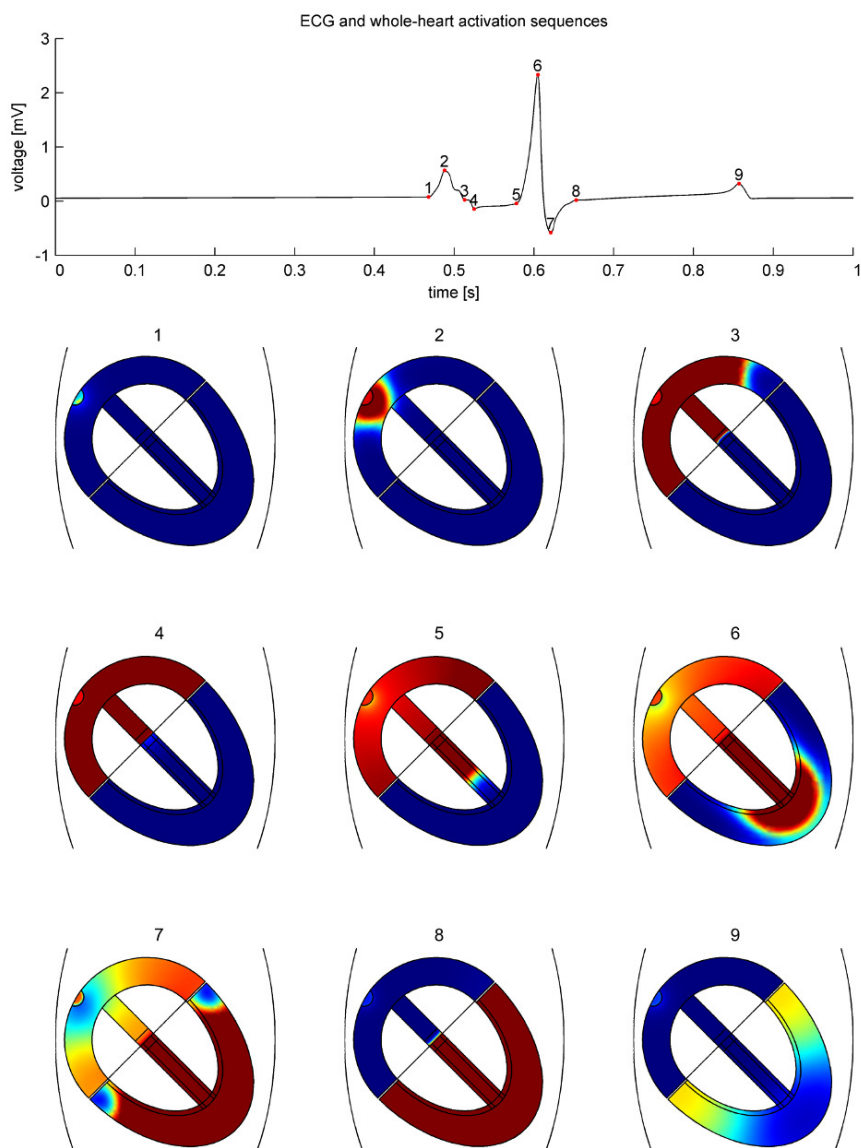 ECG and whole-heart activation sequences
3
2
1
0
-1
voltage [mV]
1 2 3 4 5 6 7 8 9
0 0.1 0.2 0.3 0.4 0.5 0.6 0.7 0.8 0.9 1
time [s]
1 2 3
4 5 6
7 8 9